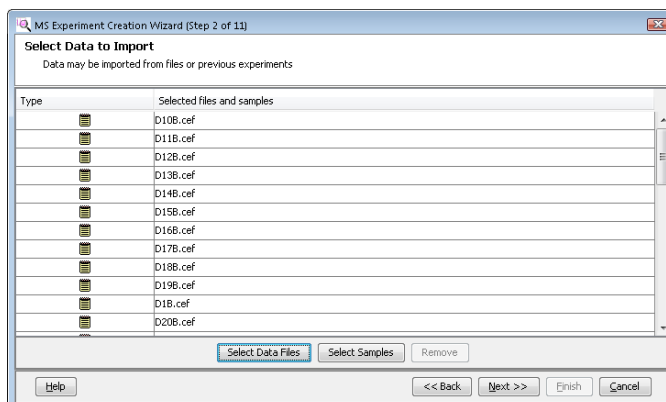 MS Experiment Creation Wizard (Step 2 of 11)
Select Data to Import
Data may be imported from files or previous experiments
Type Selected files and samples
D10B.cef
D11B.cef
D12B.cef
D13B.cef
D14B.cef
D15B.cef
D16B.cef
D17B.cef
D18B.cef
D19B.cef
D1B.cef
D20B.cef
Select Data Files Select Samples Remove
Help << Back Next >> Finish Cancel